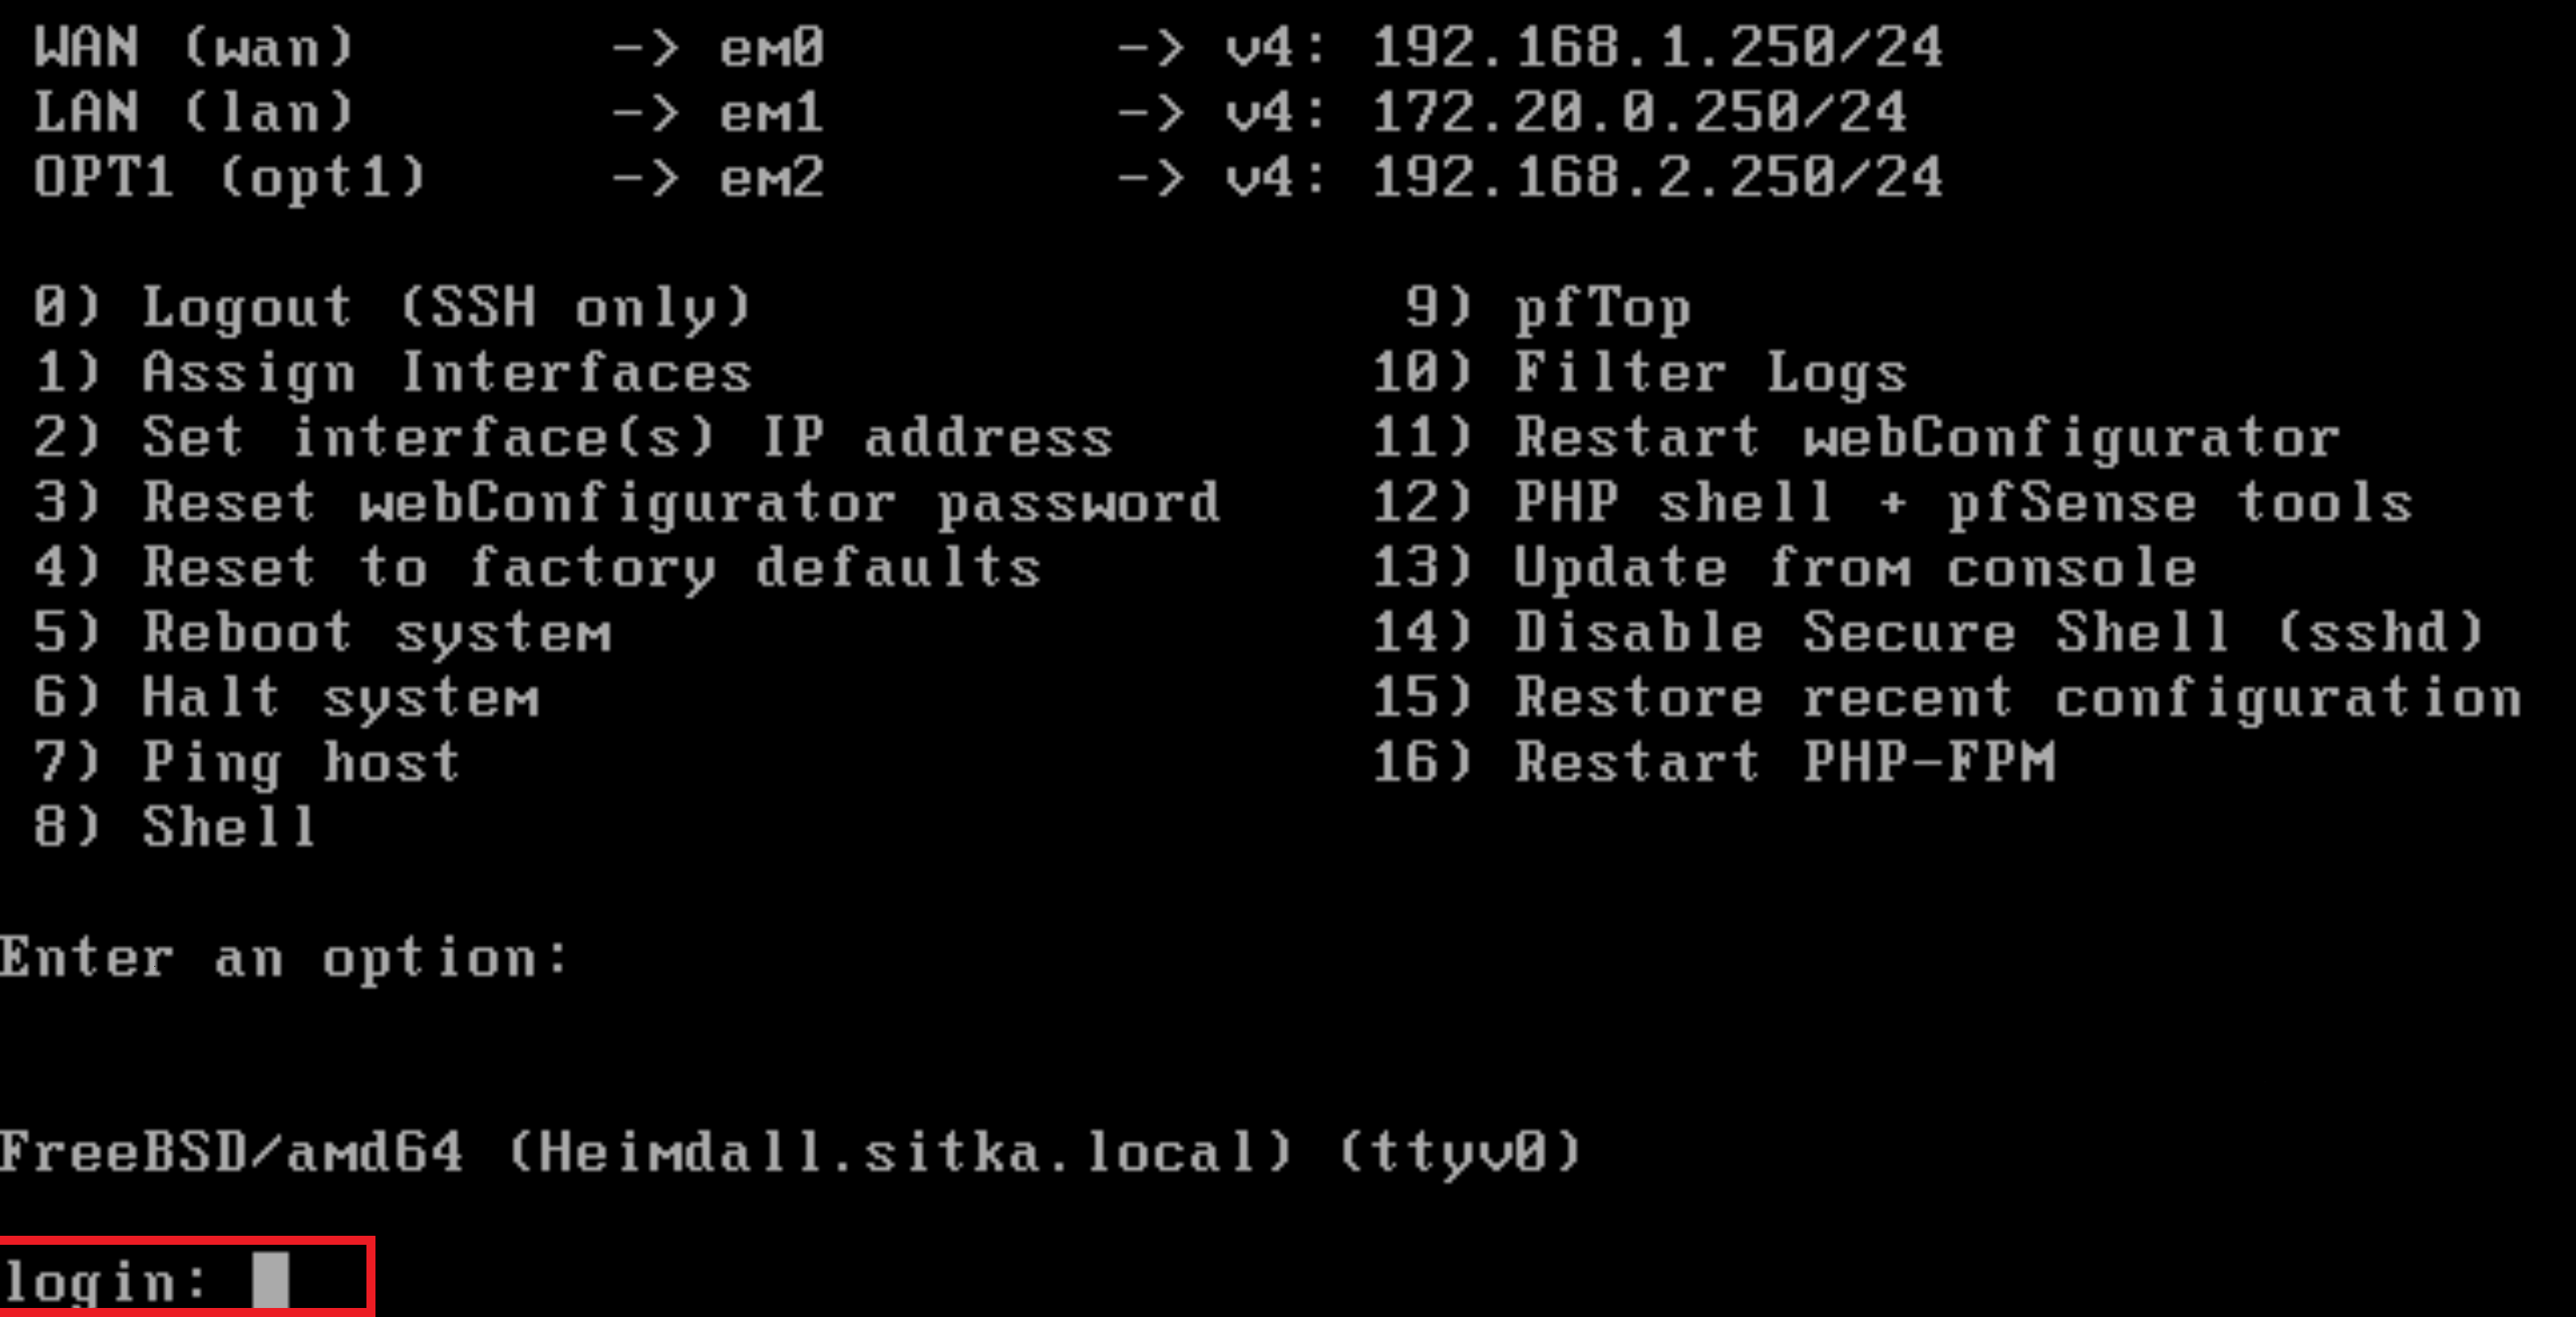 WAN (wan) -> em0 -> v4: 192.168.1.250/24
LAN (lan) -> em1 -> v4: 172.20.0.250/24
OPT1 (opt1) -> em2 -> v4: 192.168.2.250/24
0) Logout (SSH only) 9) pfTop
1) Assign Interfaces 10) Filter Logs
2) Set interface(s) IP address 11) Restart webConfigurator
3) Reset webConfigurator password 12) PHP shell + pfSense tools
4) Reset to factory defaults 13) Update from console
5) Reboot system 14) Disable Secure Shell (sshd)
6) Halt system 15) Restore recent configuration
7) Ping host 16) Restart PHP-FPM
8) Shell
Enter an option:
FreeBSD/amd64 (Heimdall.sitka.local) (ttyv0)
login: